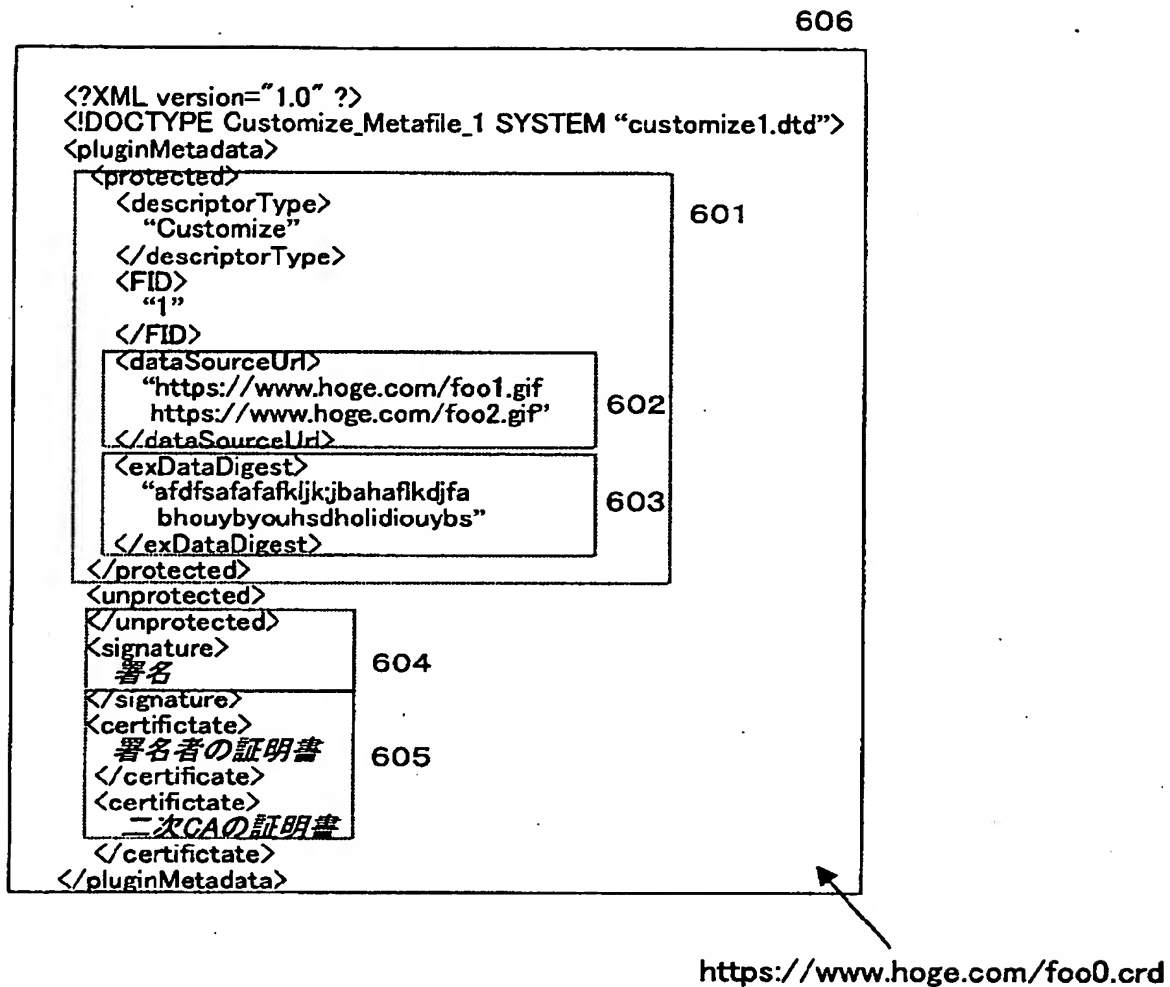 606
<?XML version="1.0" ?>
<!DOCTYPE Customize_Metafile_1 SYSTEM “customize1.dtd”>
<pluginMetadata>
<protected>
<descriptorType>
601
“Customize”
</descriptorType>
<FID>
“1”
</FID>
<dataSourceUrl>
“https://www.hoge.com/foo1.gif
602
https://www.hoge.com/foo2.gif”
</dataSourceUrl>
<exDataDigest>
“afdfsafafafkljk;jbahaflkdjfa
603
bhouybyouhsdholidiouybs”
</exDataDigest>
</protected>
<unprotected>
</unprotected>
<signature>
604
署名
</signature>
<certifictate>
署名者の証明書
605
</certificate>
<certifictate>
二次CAの証明書
</certifictate>
</pluginMetadata>
https://www.hoge.com/foo0.crd